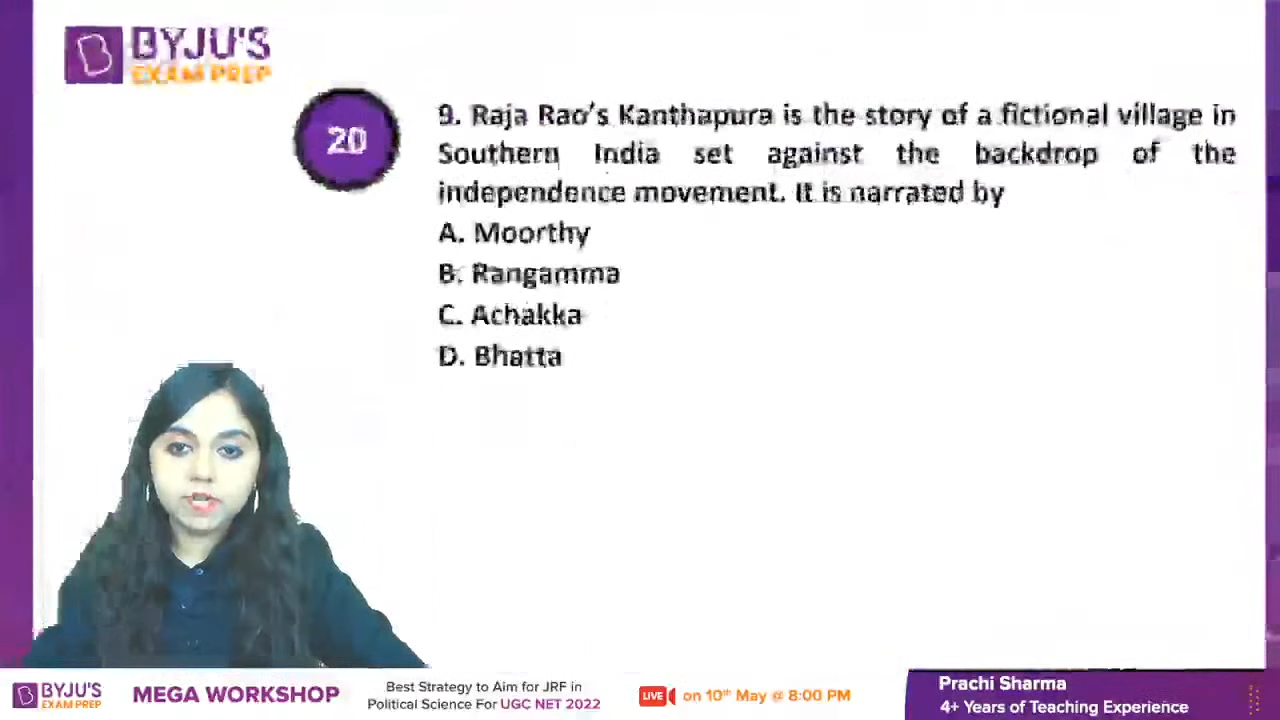 BYJU'S
EXAM PREP
20
9. Raja Rao's Kanthapura is the story of a fictional village in
Southern India set against the backdrop of the
independence movement. It is narrated by
A. Moorthy
B. Rangamma
C. Achakka
D. Bhatta
BYJU'S
EXAM PREP
MEGA WORKSHOP
Best Strategy to Aim for JRF in
Political Science For UGC NET 2022
LIVE on 10th May @ 8:00 PM
Prachi Sharma
4+ Years of Teaching Experience